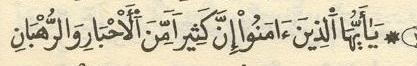 ۞ يَٰٓأَيُّهَا ٱلَّذِينَ ءَامَنُوٓا۟ إِنَّ كَثِيرًا مِّنَ ٱلْأَحْبَارِ وَٱلرُّهْبَانِ